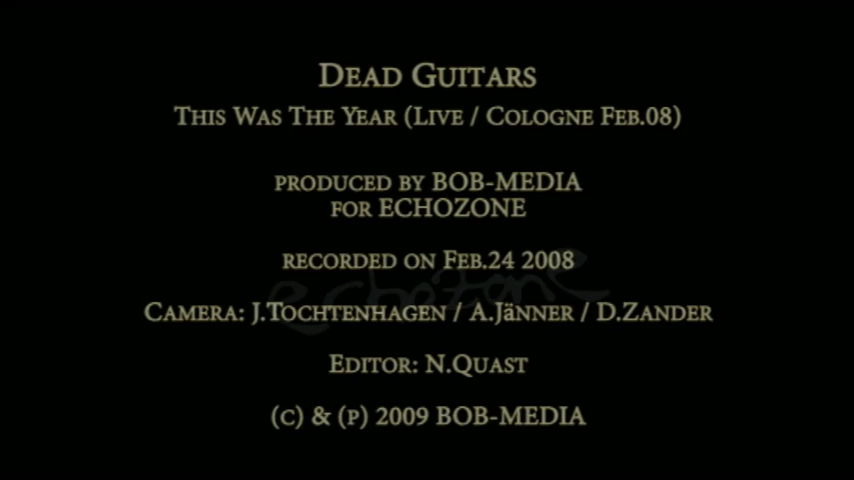 Dead Guitars
This Was The Year (Live / Cologne Feb.08)
produced by BOB-MEDIA
for ECHOZONE
recorded on Feb.24 2008
echozone
Camera: J.Tochtenhagen / A.Jänner / D.Zander
Editor: N.Quast
(c) & (p) 2009 BOB-MEDIA